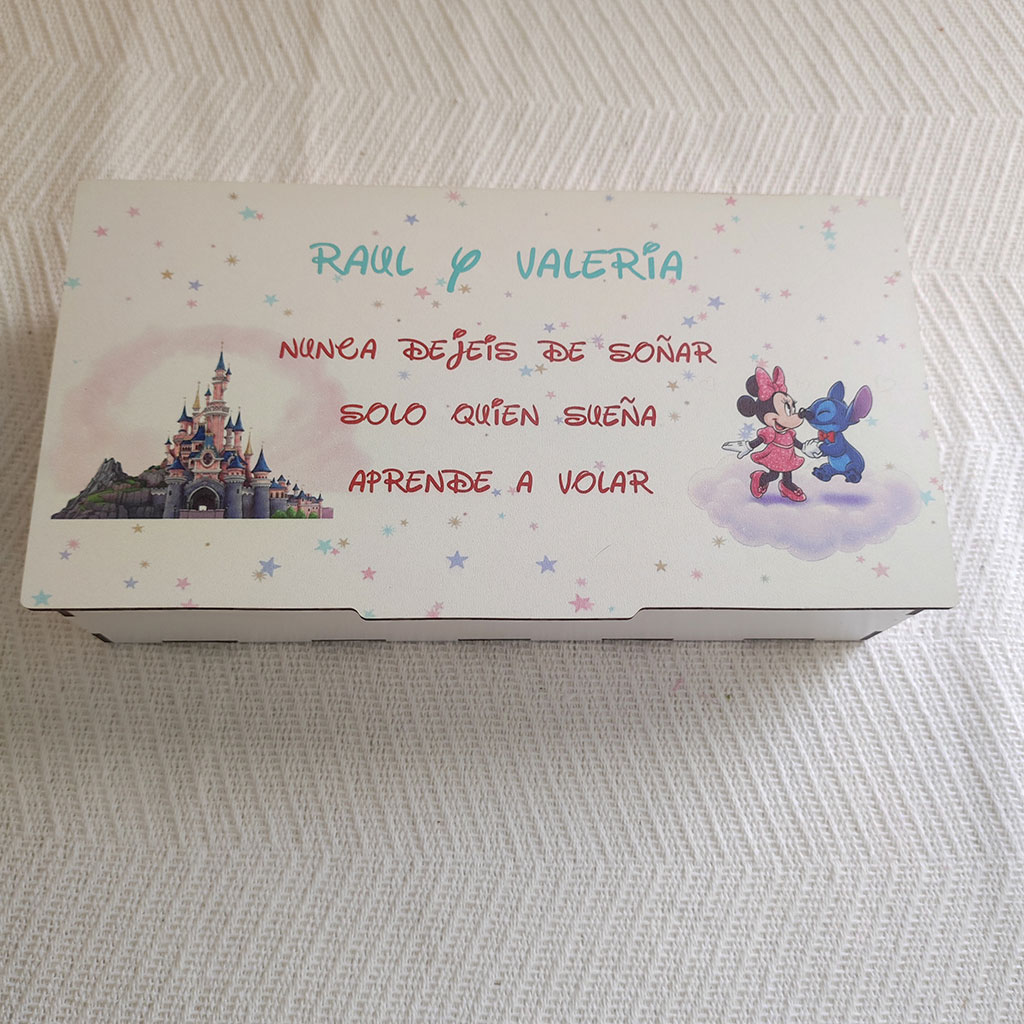 RAUL Y VALERIA
NUNCA DEJEIS DE SOÑAR
SOLO QUIEN SUEÑA
APRENDE A VOLAR